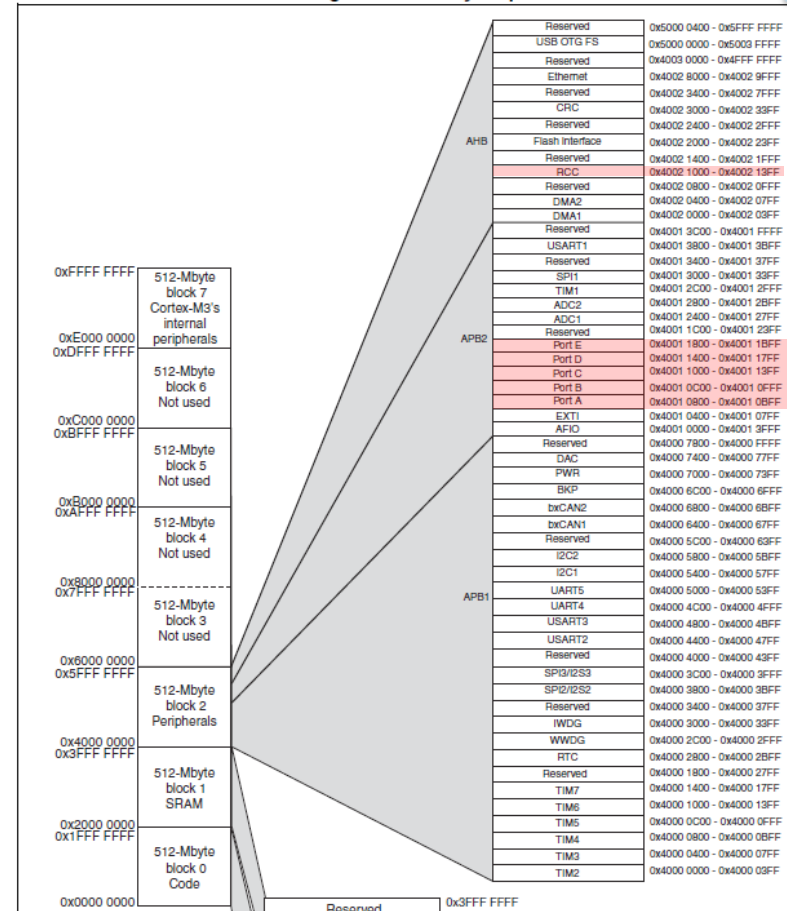 Reserved 0x5000 0400 - 0x5FFF FFFF
USB OTG FS 0x5000 0000 - 0x5003 FFFF
Reserved 0x4003 0000 - 0x4FFF FFFF
Ethernet 0x4002 8000 - 0x4002 9FFF
Reserved 0x4002 3400 - 0x4002 7FFF
CRC 0x4002 3000 - 0x4002 33FF
Reserved 0x4002 2400 - 0x4002 2FFF
AHB Flash Interface 0x4002 2000 - 0x4002 23FF
Reserved 0x4002 1400 - 0x4002 1FFF
RCC 0x4002 1000 - 0x4002 13FF
Reserved 0x4002 0800 - 0x4002 0FFF
DMA2 0x4002 0400 - 0x4002 07FF
DMA1 0x4002 0000 - 0x4002 03FF
Reserved 0x4001 3C00 - 0x4001 FFFF
USART1 0x4001 3800 - 0x4001 3BFF
Reserved 0x4001 3400 - 0x4001 37FF
SPI1 0x4001 3000 - 0x4001 33FF
TIM1 0x4001 2C00 - 0x4001 2FFF
ADC2 0x4001 2800 - 0x4001 2BFF
ADC1 0x4001 2400 - 0x4001 27FF
Reserved 0x4001 1C00 - 0x4001 23FF
APB2
Port E 0x4001 1800 - 0x4001 1BFF
Port D 0x4001 1400 - 0x4001 17FF
Port C 0x4001 1000 - 0x4001 13FF
Port B 0x4001 0C00 - 0x4001 0FFF
Port A 0x4001 0800 - 0x4001 0BFF
EXTI 0x4001 0400 - 0x4001 07FF
AFIO 0x4001 0000 - 0x4001 3FFF
Reserved 0x4000 7800 - 0x4000 FFFF
DAC 0x4000 7400 - 0x4000 77FF
PWR 0x4000 7000 - 0x4000 73FF
BKP 0x4000 6C00 - 0x4000 6FFF
bxCAN2 0x4000 6800 - 0x4000 6BFF
bxCAN1 0x4000 6400 - 0x4000 67FF
Reserved 0x4000 5C00 - 0x4000 63FF
I2C2 0x4000 5800 - 0x4000 5BFF
I2C1 0x4000 5400 - 0x4000 57FF
APB1 UART5 0x4000 5000 - 0x4000 53FF
UART4 0x4000 4C00 - 0x4000 4FFF
USART3 0x4000 4800 - 0x4000 4BFF
USART2 0x4000 4400 - 0x4000 47FF
Reserved 0x4000 4000 - 0x4000 43FF
SPI3/I2S3 0x4000 3C00 - 0x4000 3FFF
SPI2/I2S2 0x4000 3800 - 0x4000 3BFF
Reserved 0x4000 3400 - 0x4000 37FF
IWDG 0x4000 3000 - 0x4000 33FF
WWDG 0x4000 2C00 - 0x4000 2FFF
RTC 0x4000 2800 - 0x4000 2BFF
Reserved 0x4000 1800 - 0x4000 27FF
TIM7 0x4000 1400 - 0x4000 17FF
TIM6 0x4000 1000 - 0x4000 13FF
TIM5 0x4000 0C00 - 0x4000 0FFF
TIM4 0x4000 0800 - 0x4000 0BFF
TIM3 0x4000 0400 - 0x4000 07FF
TIM2 0x4000 0000 - 0x4000 03FF
0xFFFF FFFF
512-Mbyte
block 7
Cortex-M3's
internal
peripherals
0xE000 0000
0xDFFF FFFF
512-Mbyte
block 6
Not used
0xC000 0000
0xBFFF FFFF
512-Mbyte
block 5
Not used
0xB000 0000
0xAFFF FFFF
512-Mbyte
block 4
Not used
0x8000 0000
0x7FFF FFFF
512-Mbyte
block 3
Not used
0x6000 0000
0x5FFF FFFF
512-Mbyte
block 2
Peripherals
0x4000 0000
0x3FFF FFFF
512-Mbyte
block 1
SRAM
0x2000 0000
0x1FFF FFFF
512-Mbyte
block 0
Code
0x0000 0000
Reserved 0x3FFF FFFF